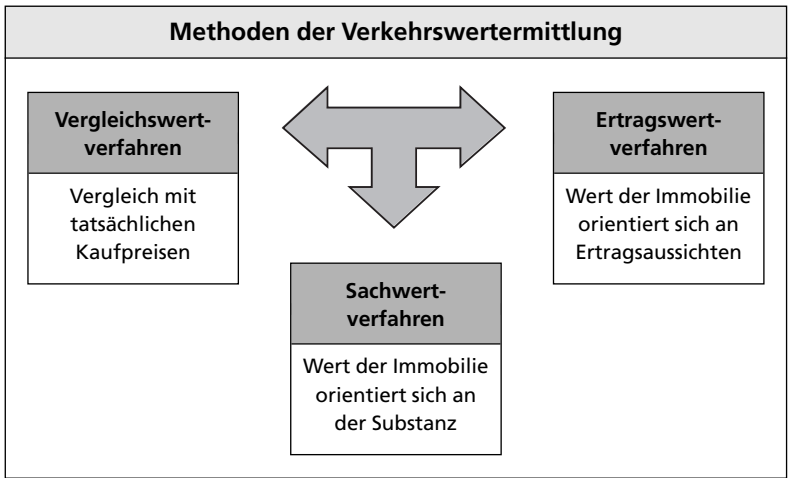 Methoden der Verkehrswertermittlung
Vergleichswert-
verfahren
Vergleich mit
tatsächlichen
Kaufpreisen
Ertragswert-
verfahren
Wert der Immobilie
orientiert sich an
Ertragsaussichten
Sachwert-
verfahren
Wert der Immobilie
orientiert sich an
der Substanz